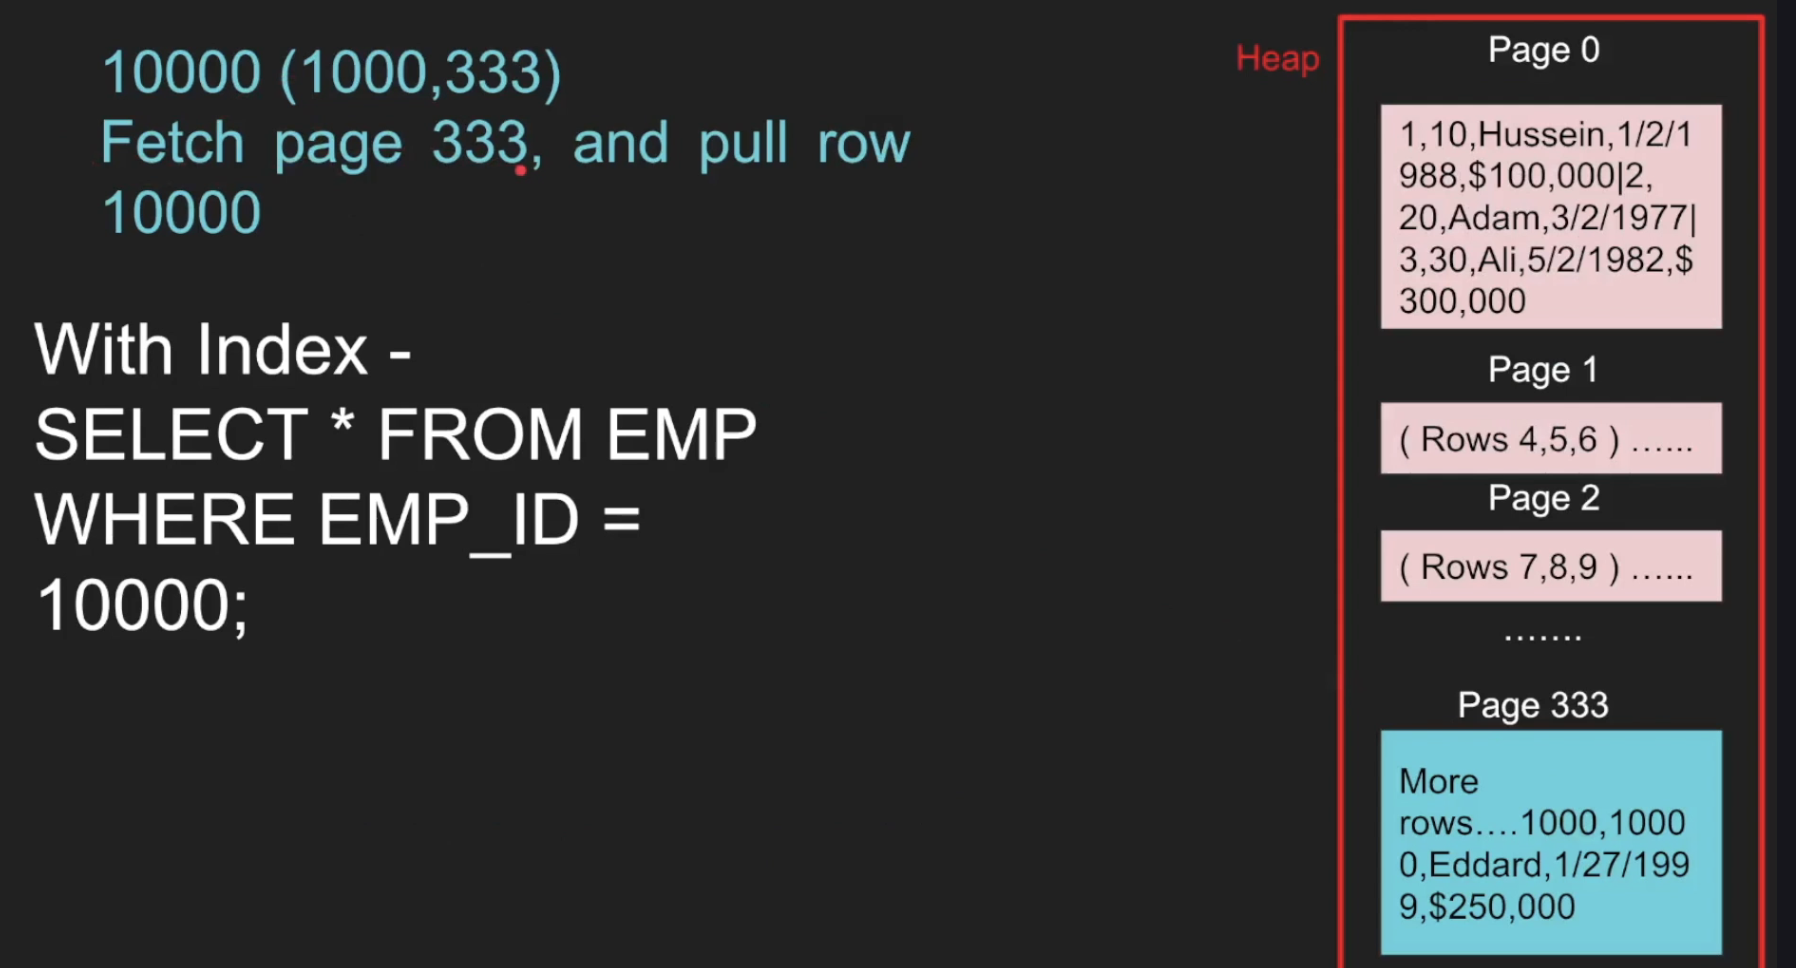 10000 (1000,333)
Fetch page 333, and pull row
10000
With Index -
SELECT * FROM EMP
WHERE EMP_ID =
10000;
Heap
Page 0
1,10,Hussein,1/2/1
988,$100,000|2,
20,Adam,3/2/1977|
3,30,Ali,5/2/1982,$
300,000
Page 1
( Rows 4,5,6 ) ......
Page 2
( Rows 7,8,9 ) ......
.......
Page 333
More
rows....1000,1000
0,Eddard,1/27/199
9,$250,000